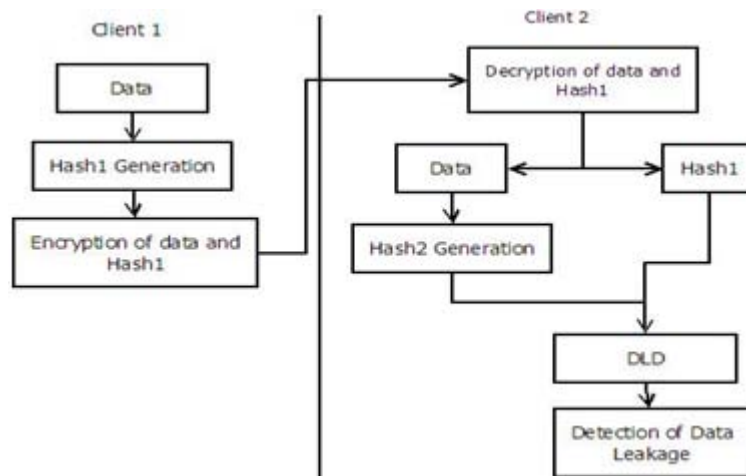 Client 1
Data
Hash1 Generation
Encryption of data and
Hash1
Client 2
Decryption of data and
Hash1
Data
Hash1
Hash2 Generation
DLD
Detection of Data
Leakage